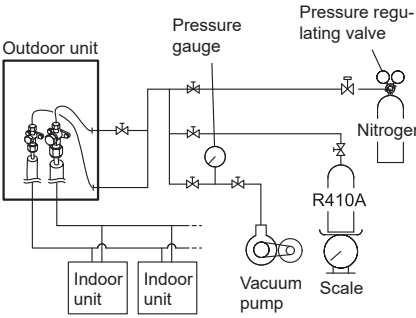 Pressure regu-
lating valve
Pressure
gauge
Outdoor unit
Nitrogen
R410A
Indoor
unit
Indoor
unit
Vacuum
pump
Scale